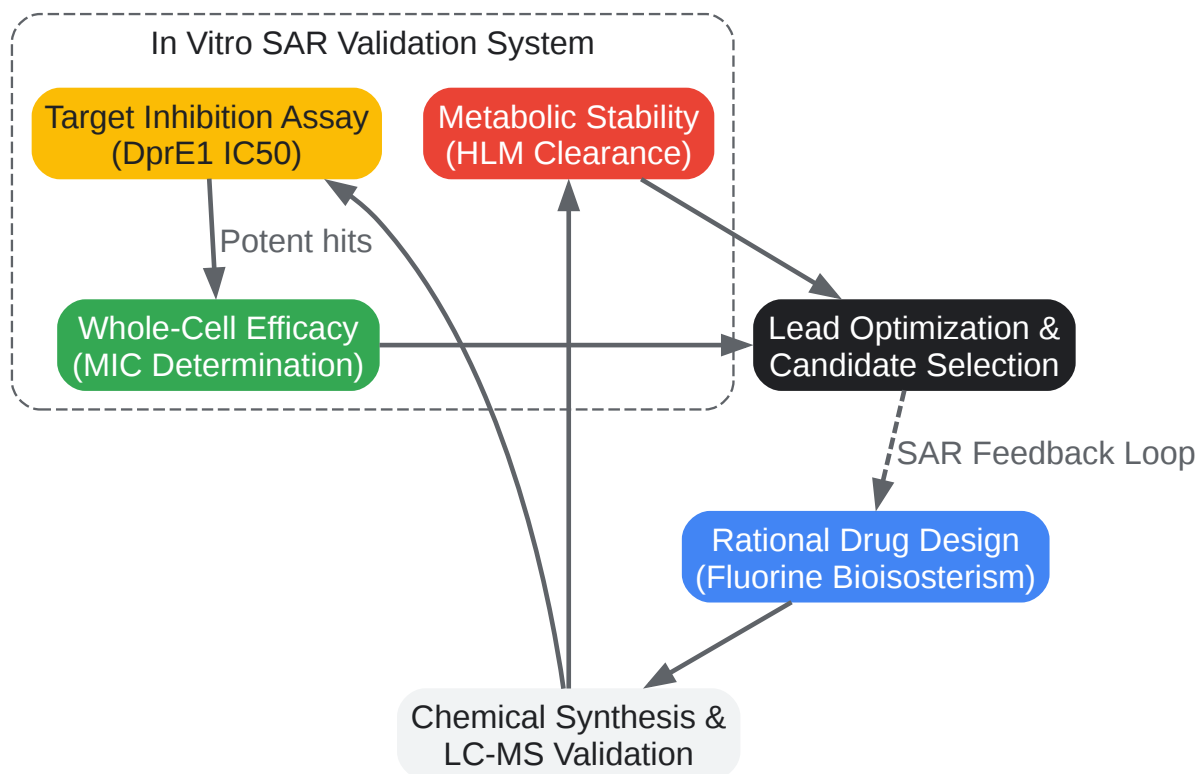 In Vitro SAR Validation System
Target Inhibition Assay
(DprE1 IC50)
Metabolic Stability
(HLM Clearance)
Potent hits
Whole-Cell Efficacy
(MIC Determination)
Lead Optimization &
Candidate Selection
SAR Feedback Loop
Rational Drug Design
(Fluorine Bioisosterism)
Chemical Synthesis &
LC-MS Validation